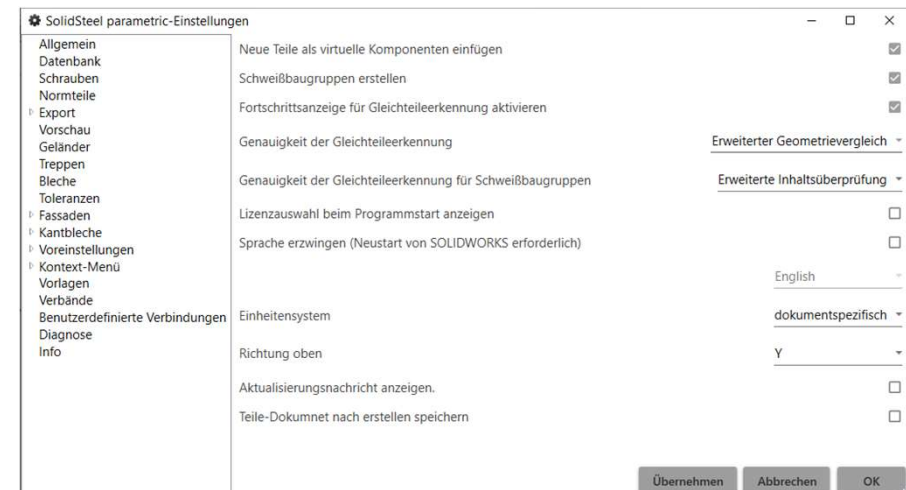 SolidSteel parametric-Einstellungen
Allgemein
Datenbank
Schrauben
Normteile
Export
Vorschau
Geländer
Treppen
Bleche
Toleranzen
Fassaden
Kantbleche
Voreinstellungen
Kontext-Menü
Vorlagen
Verbände
Benutzerdefinierte Verbindungen
Diagnose
Info
Neue Teile als virtuelle Komponenten einfügen
Schweißbaugruppen erstellen
Fortschrittsanzeige für Gleichteileerkennung aktivieren
Genauigkeit der Gleichteileerkennung Erweiterter Geometrievergleich
Genauigkeit der Gleichteileerkennung für Schweißbaugruppen Erweiterte Inhaltsüberprüfung
Lizenzauswahl beim Programmstart anzeigen
Sprache erzwingen (Neustart von SOLIDWORKS erforderlich)
English
Einheitensystem dokumentspezifisch
Richtung oben Y
Aktualisierungsnachricht anzeigen.
Teile-Dokumnet nach erstellen speichern
Übernehmen Abbrechen OK